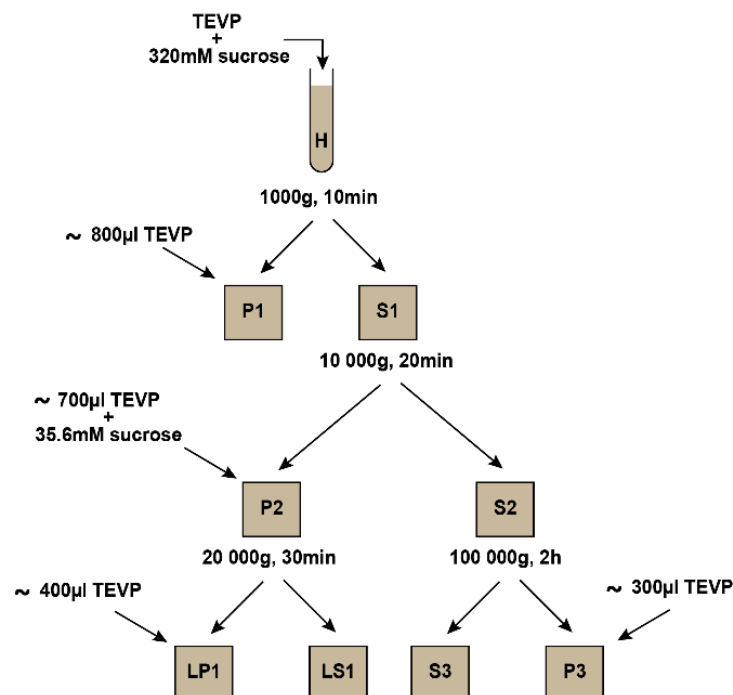 TEVP
+
320mM sucrose
H
1000g, 10min
~ 800µl TEVP
P1
S1
10 000g, 20min
~ 700µl TEVP
+
35.6mM sucrose
P2
S2
20 000g, 30min
100 000g, 2h
~ 400µl TEVP
~ 300µl TEVP
LP1
LS1
S3
P3